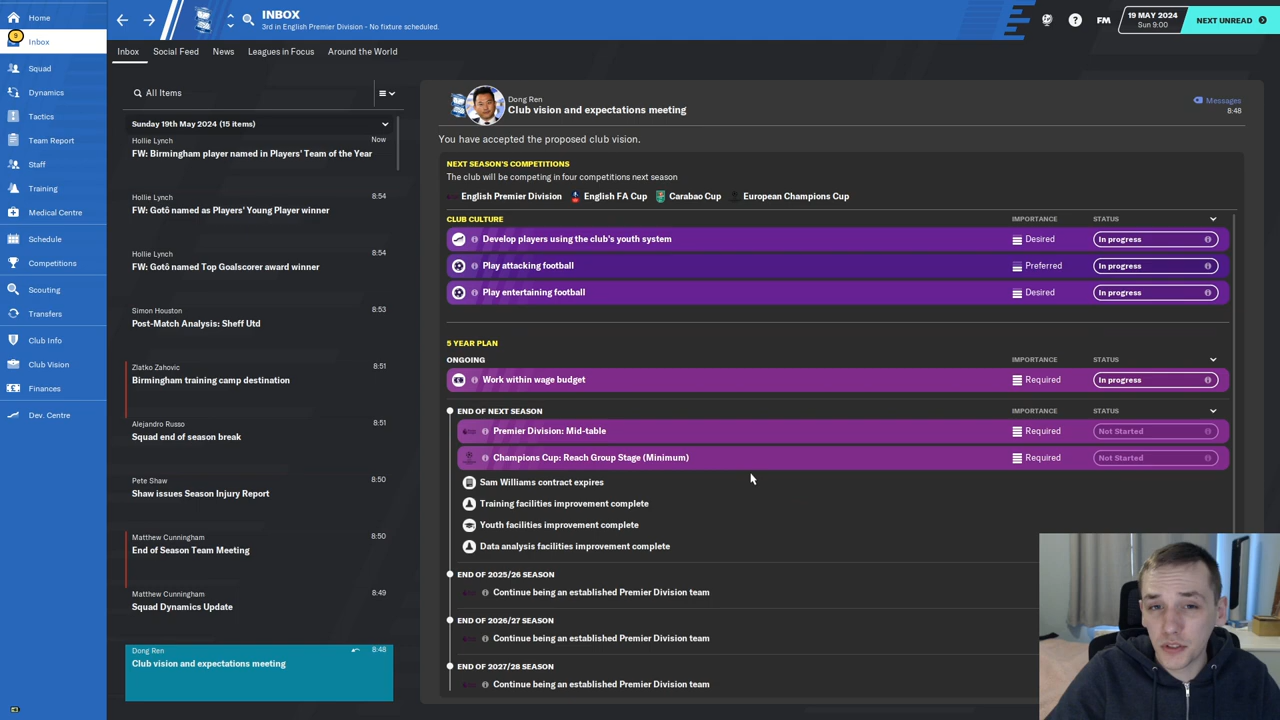 Home
9
Inbox
Squad
Dynamics
Tactics
Team Report
Staff
Training
Medical Centre
Schedule
Competitions
Scouting
Transfers
Club Info
Club Vision
Finances
Dev. Centre
INBOX
3rd in English Premier Division - No fixture scheduled.
?
FM
19 MAY 2024
Sun 9:00
NEXT UNREAD
Inbox
Social Feed
News
Leagues in Focus
Around the World
All Items
Sunday 19th May 2024 (15 items)
Hollie Lynch Now
FW: Birmingham player named in Players' Team of the Year
Hollie Lynch 8:54
FW: Gotō named as Players' Young Player winner
Hollie Lynch 8:54
FW: Gotō named Top Goalscorer award winner
Simon Houston 8:53
Post-Match Analysis: Sheff Utd
Zlatko Zahovic 8:51
Birmingham training camp destination
Alejandro Russo 8:51
Squad end of season break
Pete Shaw 8:50
Shaw issues Season Injury Report
Matthew Cunningham 8:50
End of Season Team Meeting
Matthew Cunningham 8:49
Squad Dynamics Update
Dong Ren 8:48
Club vision and expectations meeting
Dong Ren
Club vision and expectations meeting
Messages
8:48
You have accepted the proposed club vision.
NEXT SEASON'S COMPETITIONS
The club will be competing in four competitions next season
English Premier Division English FA Cup Carabao Cup European Champions Cup
CLUB CULTURE IMPORTANCE STATUS
Develop players using the club's youth system Desired In progress
Play attacking football Preferred In progress
Play entertaining football Desired In progress
5 YEAR PLAN
ONGOING IMPORTANCE STATUS
Work within wage budget Required In progress
END OF NEXT SEASON IMPORTANCE STATUS
Premier Division: Mid-table Required Not Started
Champions Cup: Reach Group Stage (Minimum) Required Not Started
Sam Williams contract expires
Training facilities improvement complete
Youth facilities improvement complete
Data analysis facilities improvement complete
END OF 2025/26 SEASON
Continue being an established Premier Division team
END OF 2026/27 SEASON
Continue being an established Premier Division team
END OF 2027/28 SEASON
Continue being an established Premier Division team